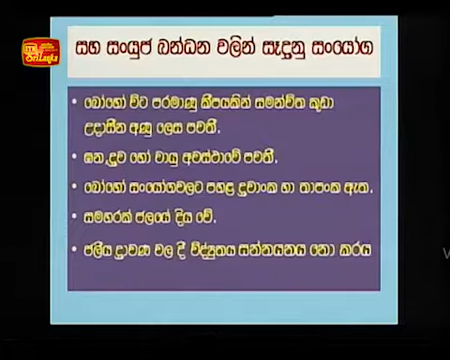 සහ සංයුජ බන්ධන වලින් සෑදුනු සංයෝග
• බොහෝ විට පරමාණු කීපයකින් සමන්විත කුඩා
උදාසීන අණු ලෙස පවතී.
• ඝන,ද්‍රව හෝ වායු අවස්ථාවේ පවතී.
• බොහෝ සංයෝගවලට පහළ ද්‍රවාංක හා තාපංක ඇත.
• සමහරක් ජලයේ දිය වේ.
• ජලීය ද්‍රාවණ වල දී විද්‍යුතය සන්නයනය නො කරය